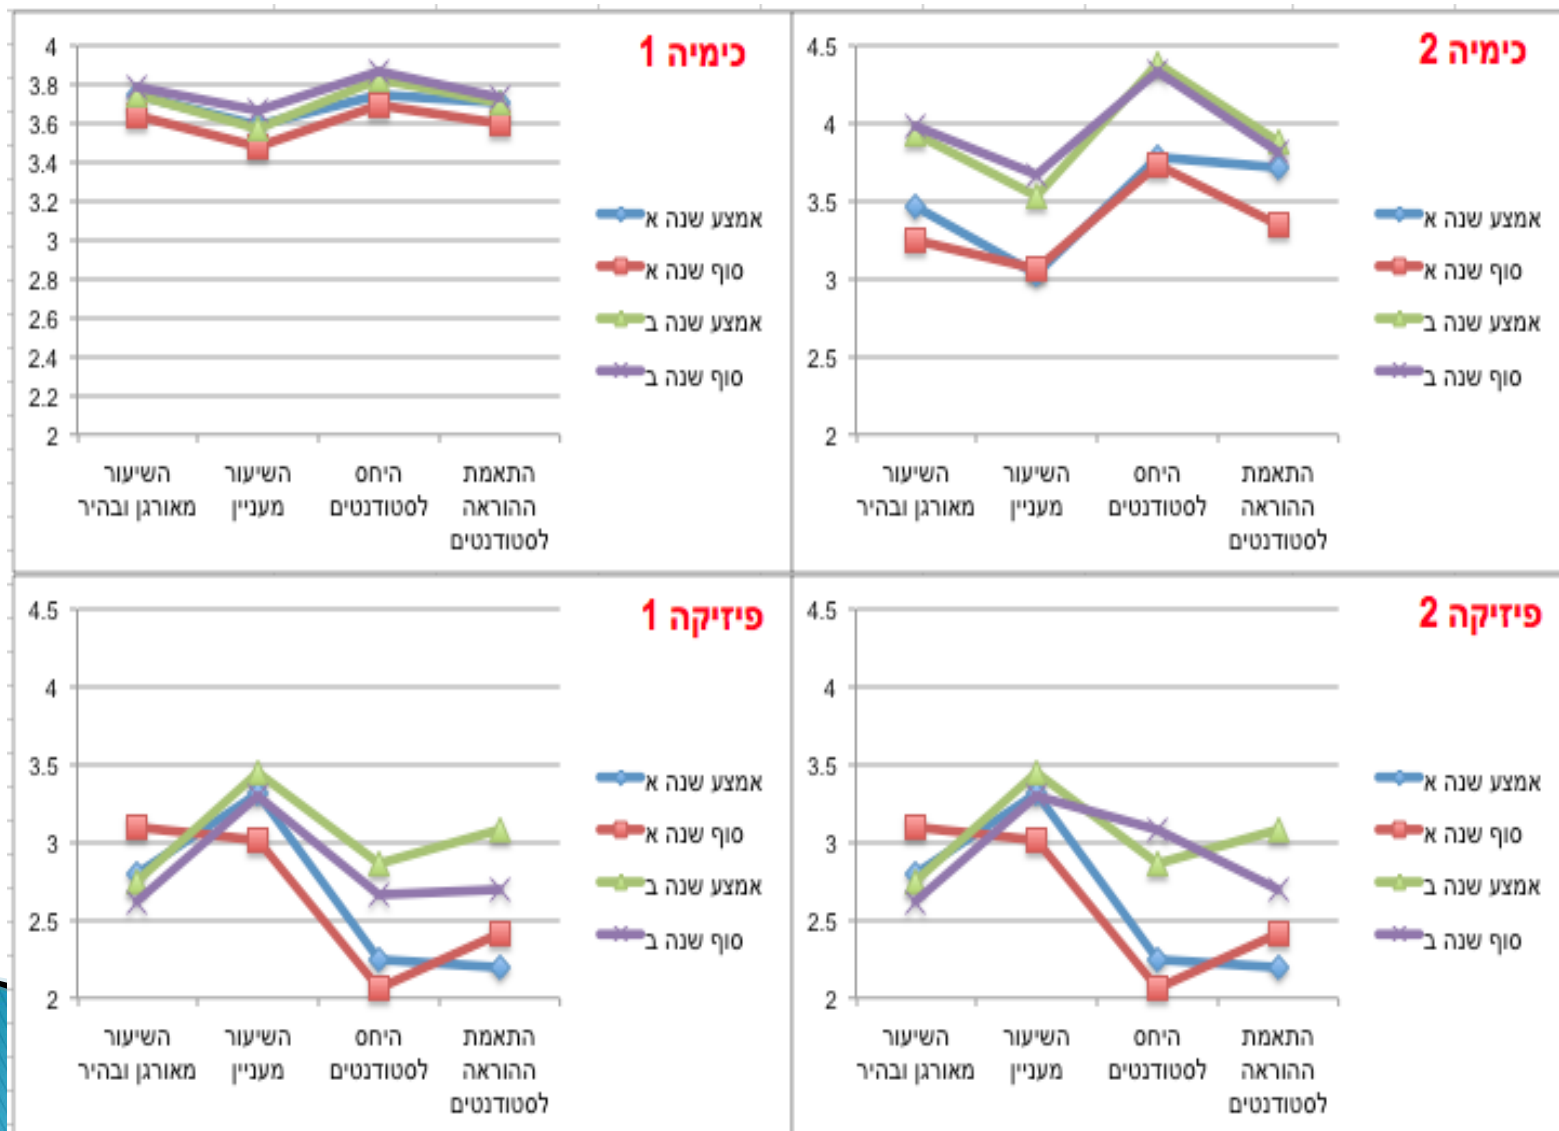 כימיה 1
4
3.8
3.6
3.4
3.2
3
2.8
2.6
2.4
2.2
2
אמצע שנה א
סוף שנה א
אמצע שנה ב
סוף שנה ב
השיעור
מאורגן ובהיר
השיעור
מעניין
היחס
לסטודנטים
התאמת
ההוראה
לסטודנטים
כימיה 2
4.5
4
3.5
3
2.5
2
אמצע שנה א
סוף שנה א
אמצע שנה ב
סוף שנה ב
השיעור
מאורגן ובהיר
השיעור
מעניין
היחס
לסטודנטים
התאמת
ההוראה
לסטודנטים
פיזיקה 1
4.5
4
3.5
3
2.5
2
אמצע שנה א
סוף שנה א
אמצע שנה ב
סוף שנה ב
השיעור
מאורגן ובהיר
השיעור
מעניין
היחס
לסטודנטים
התאמת
ההוראה
לסטודנטים
פיזיקה 2
4.5
4
3.5
3
2.5
2
אמצע שנה א
סוף שנה א
אמצע שנה ב
סוף שנה ב
השיעור
מאורגן ובהיר
השיעור
מעניין
היחס
לסטודנטים
התאמת
ההוראה
לסטודנטים